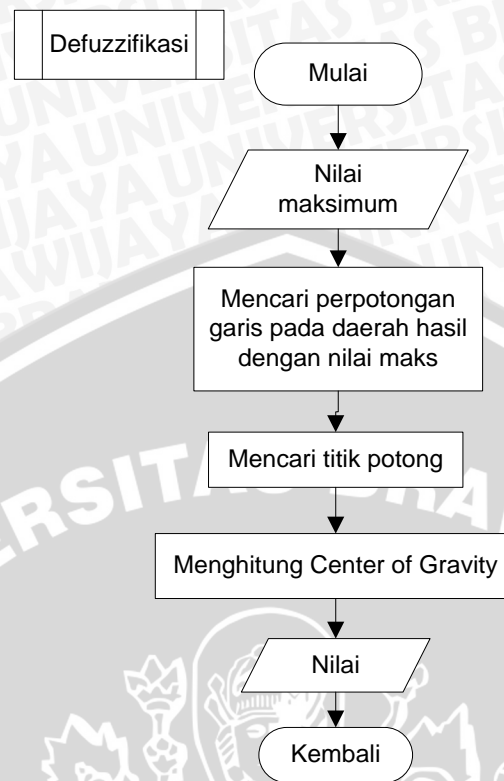 Defuzzifikasi
Mulai
Nilai
maksimum
Mencari perpotongan
garis pada daerah hasil
dengan nilai maks
Mencari titik potong
Menghitung Center of Gravity
Nilai
Kembali